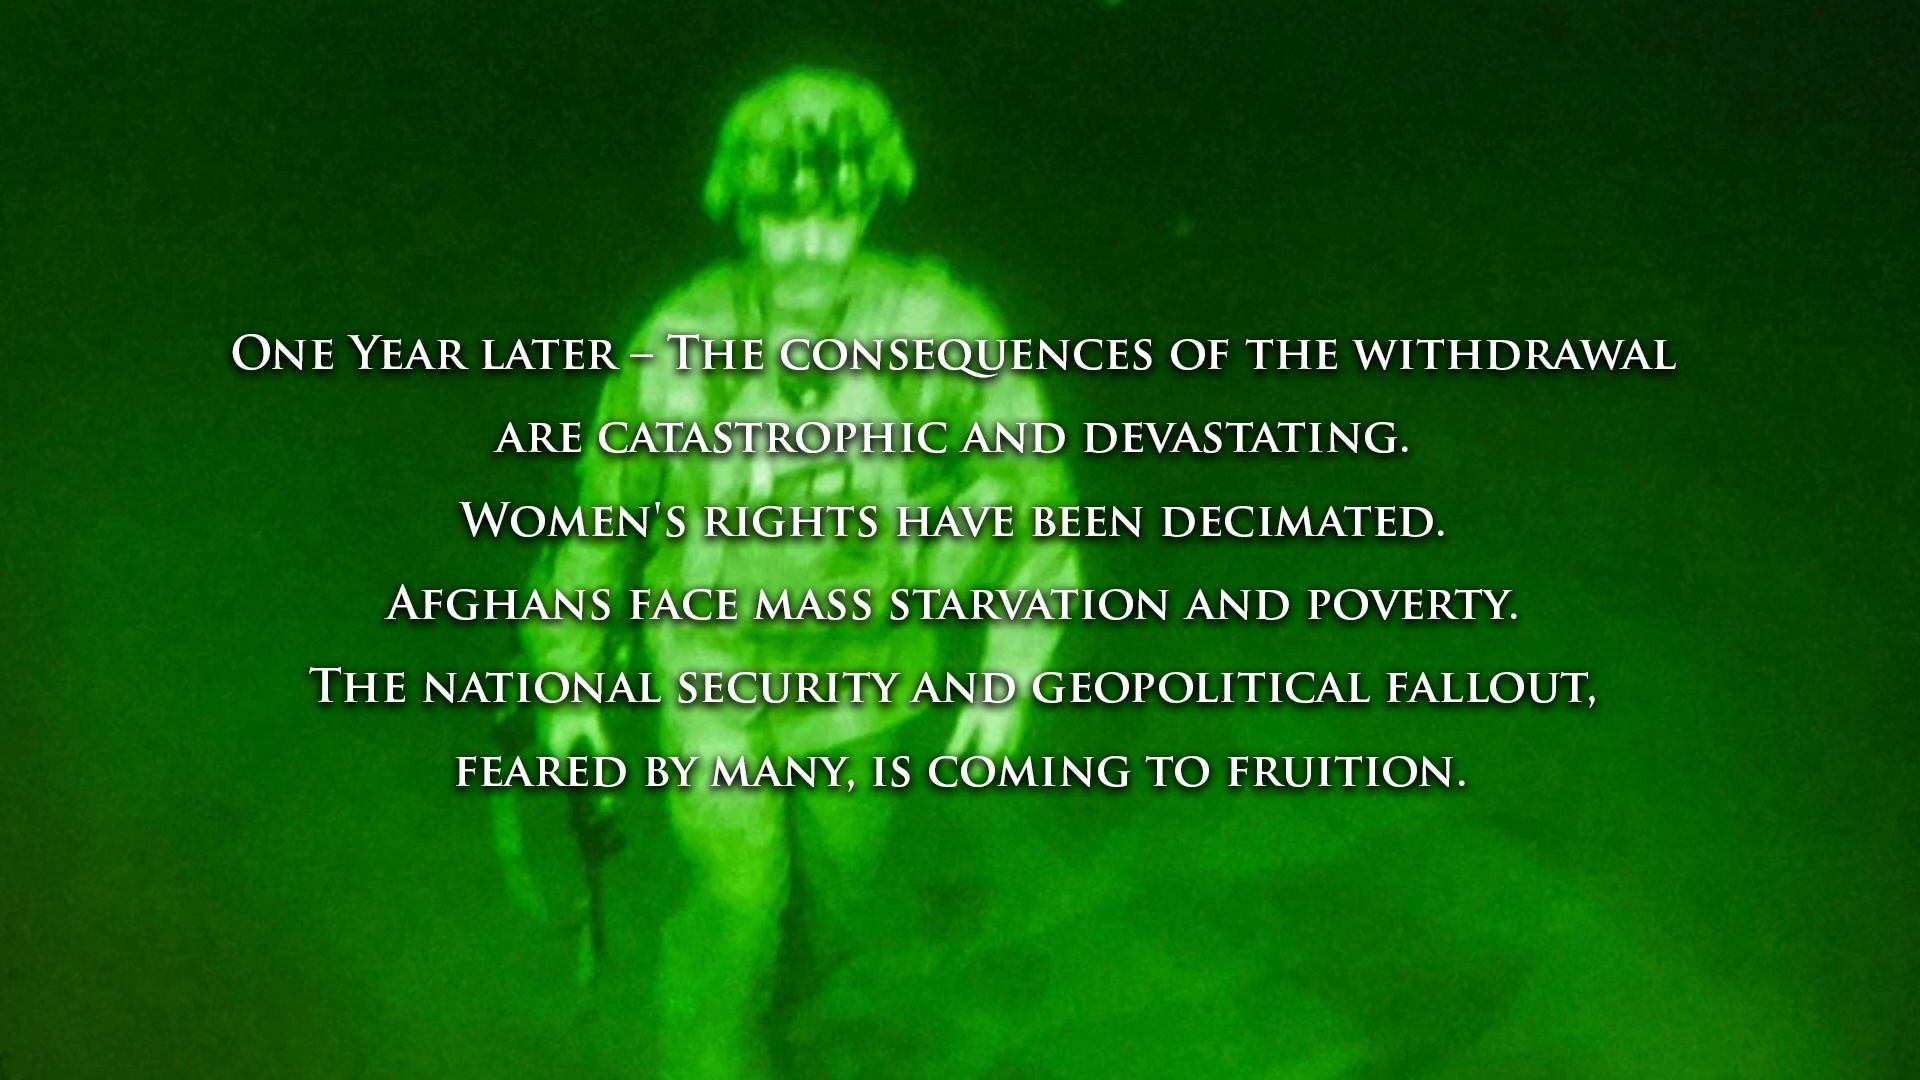 One Year later – The consequences of the withdrawal
are catastrophic and devastating.
Women's rights have been decimated.
Afghans face mass starvation and poverty.
The national security and geopolitical fallout,
feared by many, is coming to fruition.